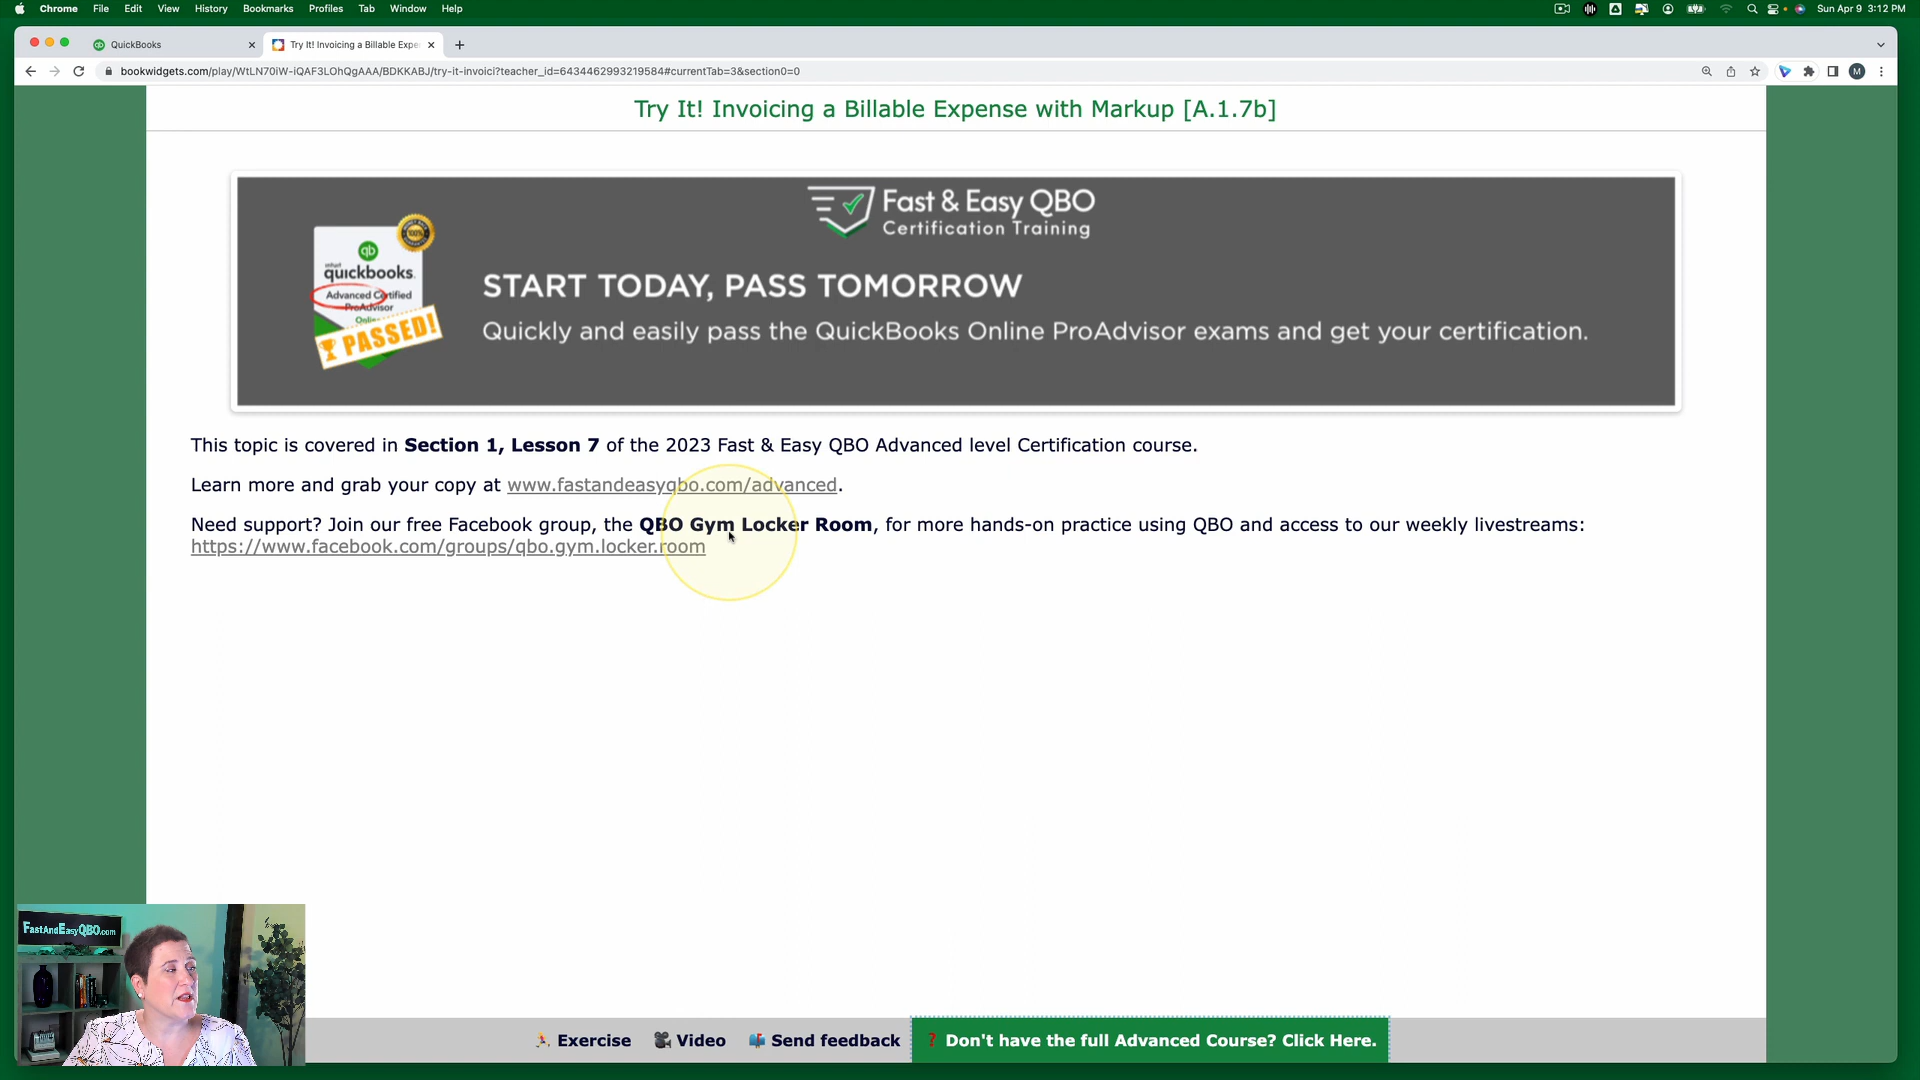 Chrome File Edit View History Bookmarks Profiles Tab Window Help Sun Apr 9 3:12 PM
QuickBooks
Try It! Invoicing a Billable Expe
bookwidgets.com/play/WtLN70iW-iQAF3LOhQgAAA/BDKKABJ/try-it-invoici?teacher_id=6434462993219584#currentTab=3&section0=0
M
Try It! Invoicing a Billable Expense with Markup [A.1.7b]
Fast & Easy QBO
Certification Training
100%
qb
intuit
quickbooks.
Advanced Certified
ProAdvisor
Online
PASSED!
START TODAY, PASS TOMORROW
Quickly and easily pass the QuickBooks Online ProAdvisor exams and get your certification.
This topic is covered in Section 1, Lesson 7 of the 2023 Fast & Easy QBO Advanced level Certification course.
Learn more and grab your copy at www.fastandeasyqbo.com/advanced.
Need support? Join our free Facebook group, the QBO Gym Locker Room, for more hands-on practice using QBO and access to our weekly livestreams:
https://www.facebook.com/groups/qbo.gym.locker.room
FastAndEasyQBO.com
Exercise Video Send feedback ? Don't have the full Advanced Course? Click Here.